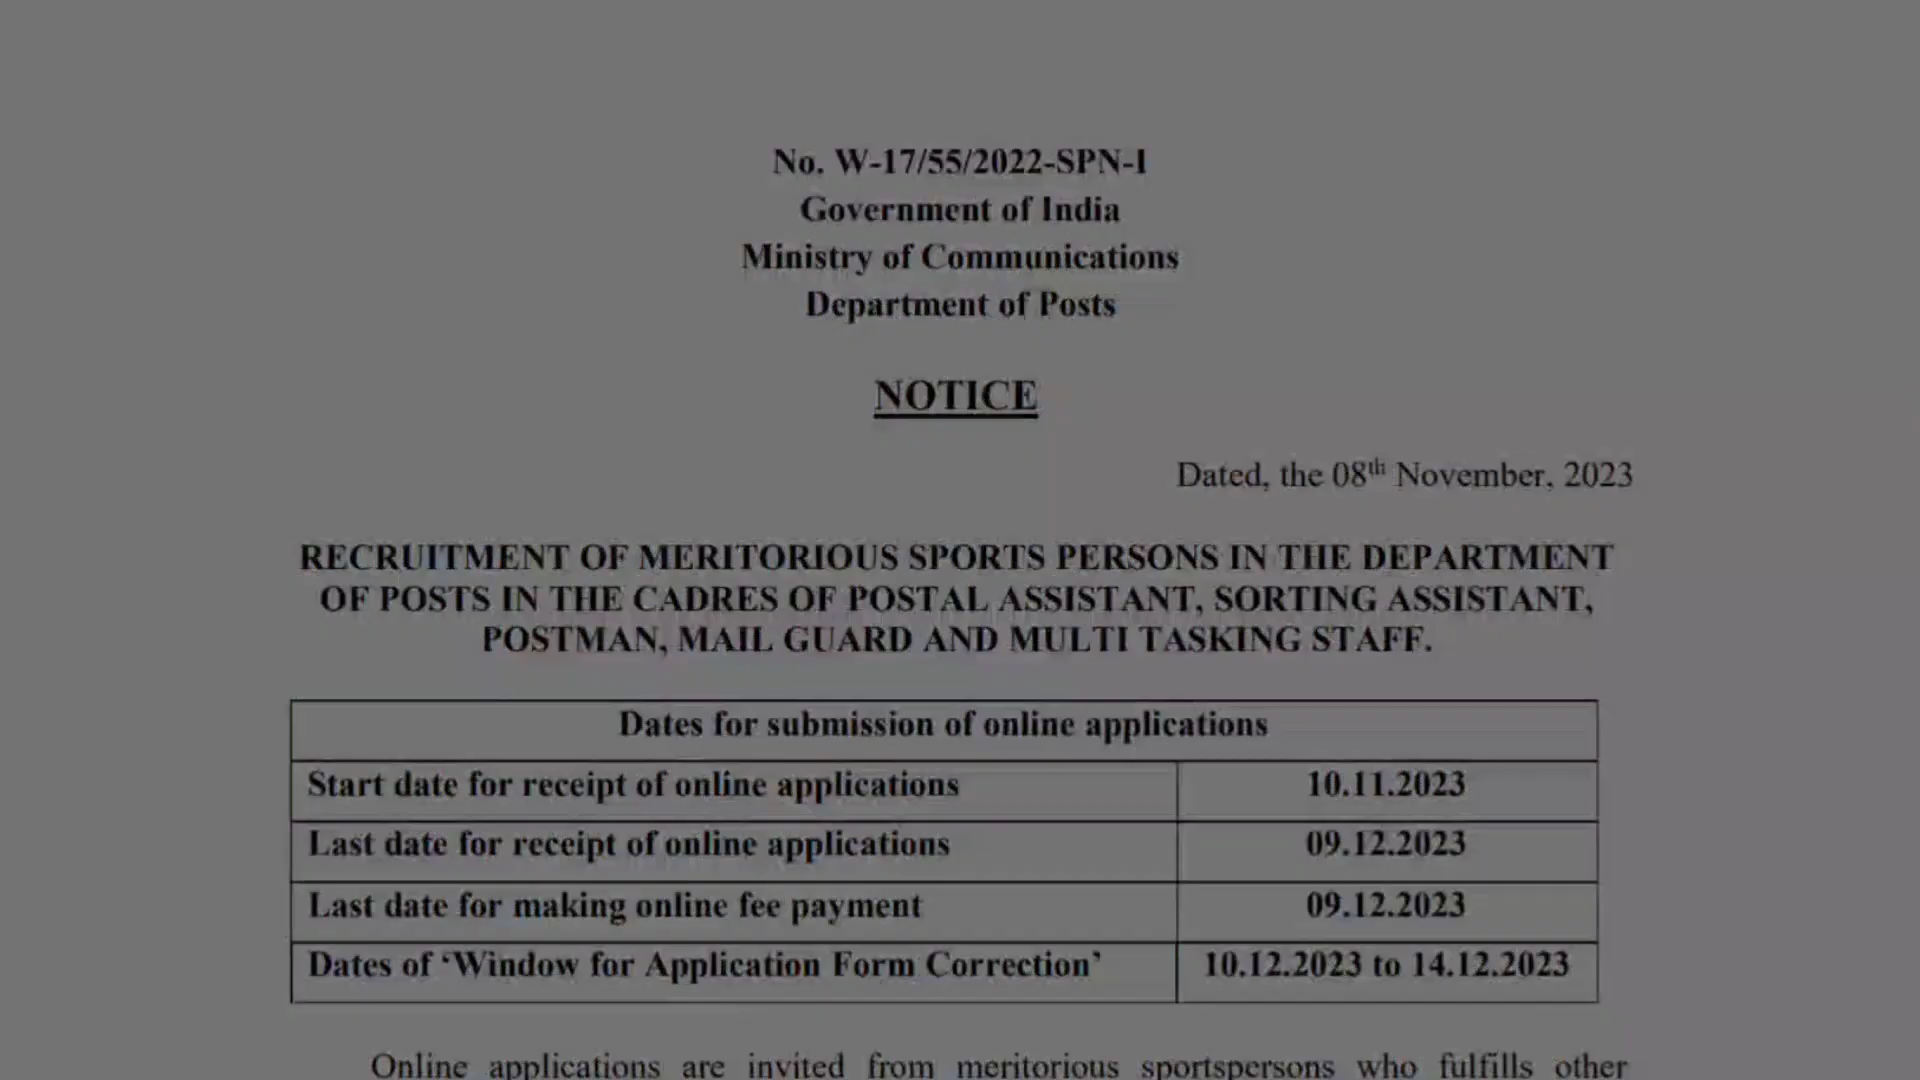 No. W-17/55/2022-SPN-I
Government of India
Ministry of Communications
Department of Posts
NOTICE
Dated, the 08th November, 2023
RECRUITMENT OF MERITORIOUS SPORTS PERSONS IN THE DEPARTMENT
OF POSTS IN THE CADRES OF POSTAL ASSISTANT, SORTING ASSISTANT,
POSTMAN, MAIL GUARD AND MULTI TASKING STAFF.
Dates for submission of online applications
Start date for receipt of online applications 10.11.2023
Last date for receipt of online applications 09.12.2023
Last date for making online fee payment 09.12.2023
Dates of ‘Window for Application Form Correction’ 10.12.2023 to 14.12.2023
Online applications are invited from meritorious sportspersons who fulfills other